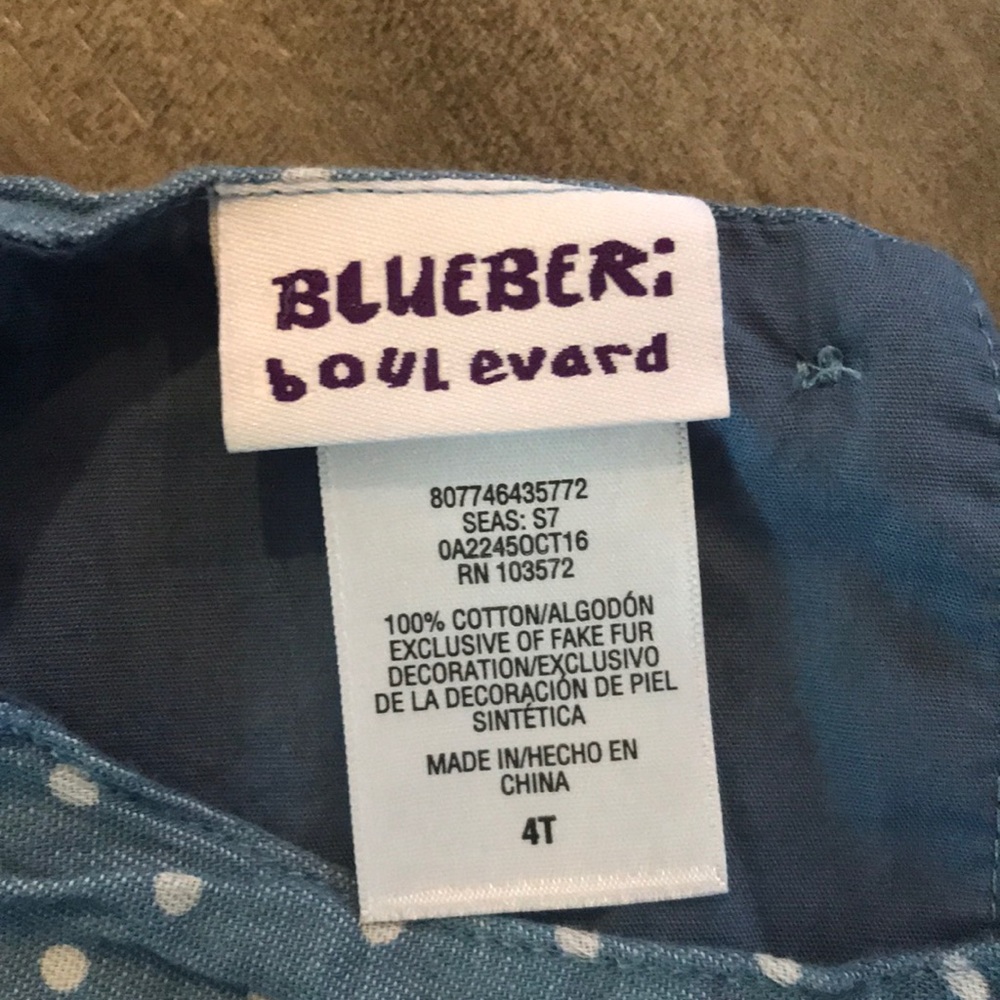 BLUEBERi
boulevard
807746435772
SEAS: S7
0A2245OCT16
RN 103572
100% COTTON/ALGODÓN
EXCLUSIVE OF FAKE FUR
DECORATION/EXCLUSIVO
DE LA DECORACIÓN DE PIEL
SINTÉTICA
MADE IN/HECHO EN
CHINA
4T